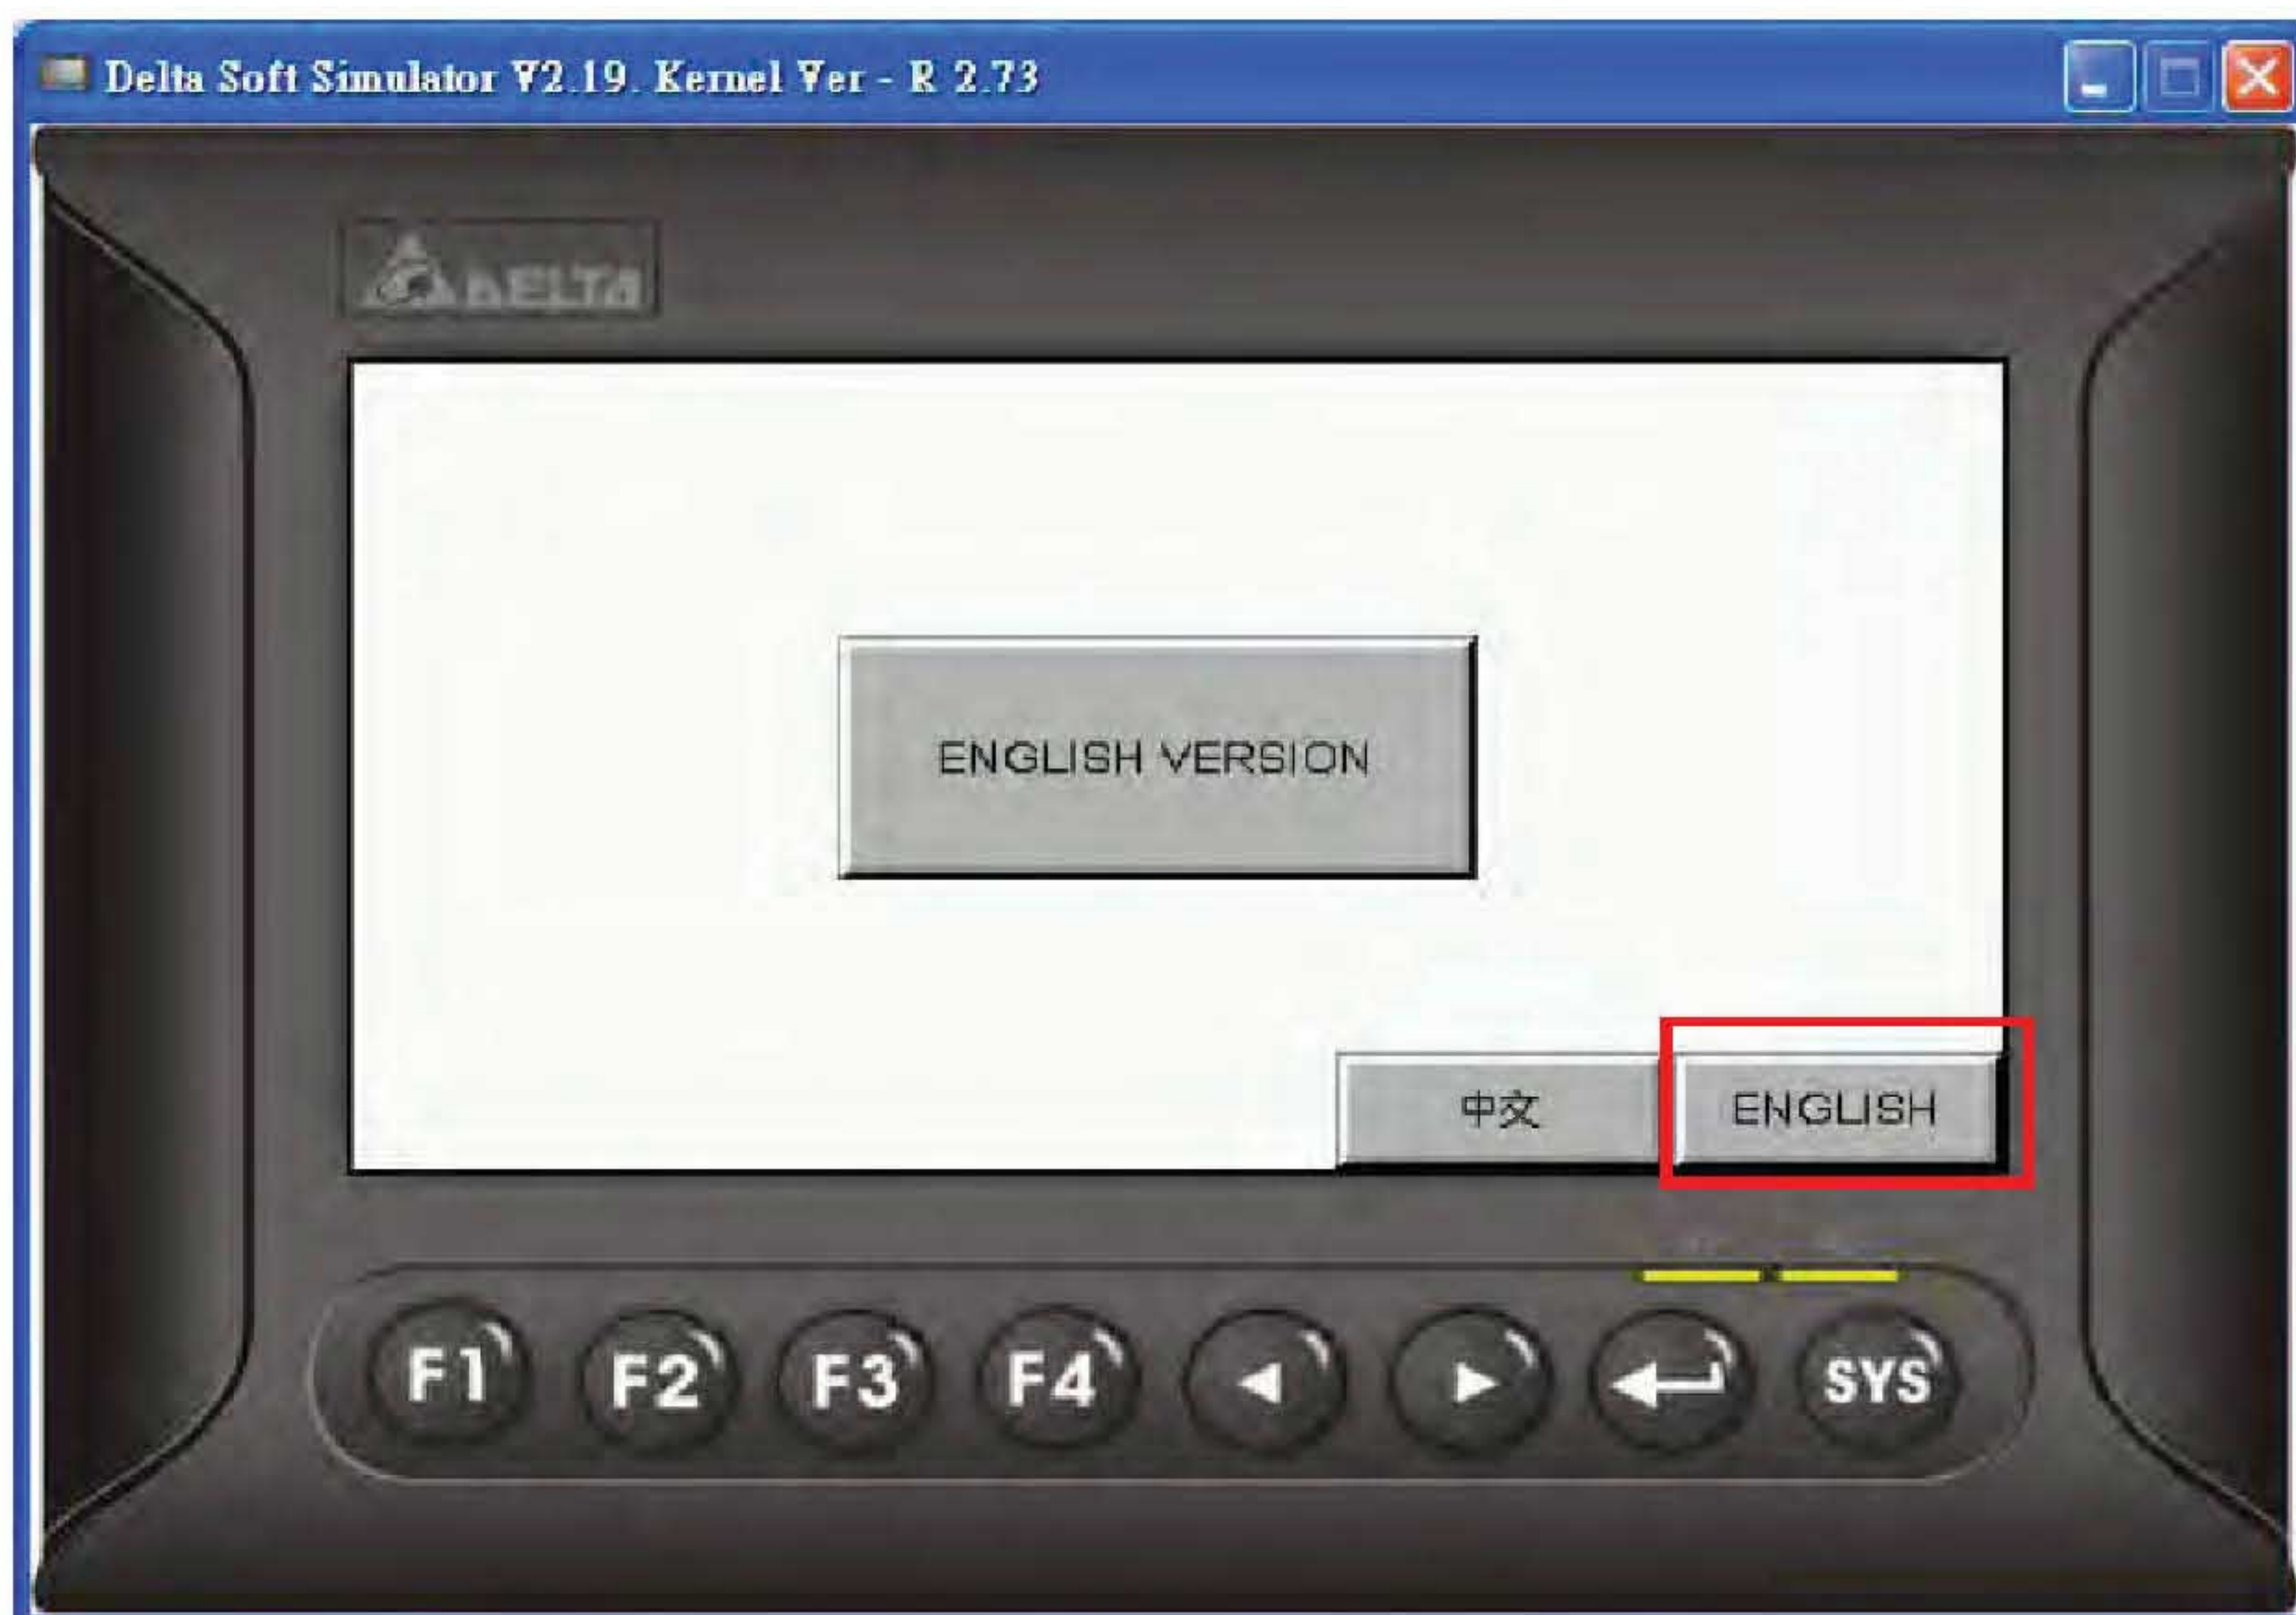 Delta Soft Simulator V2.19. Kernel Ver - R 2.73
DELTA
ENGLISH VERSION
中文 ENGLISH
F1 F2 F3 F4 SYS